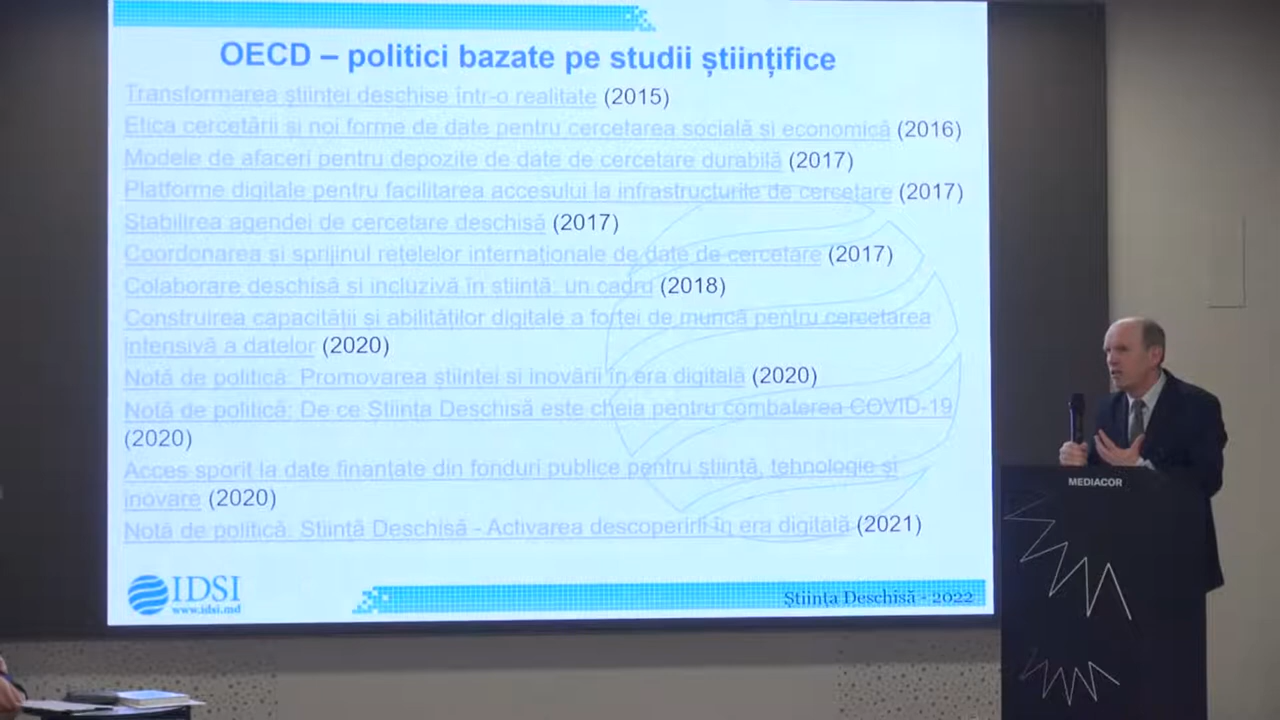 OECD – politici bazate pe studii științifice
Transformarea științei deschise într-o realitate (2015)
Etica cercetării și noi forme de date pentru cercetarea socială și economică (2016)
Modele de afaceri pentru depozite de date de cercetare durabilă (2017)
Platforme digitale pentru facilitarea accesului la infrastructurile de cercetare (2017)
Stabilirea agendei de cercetare deschisă (2017)
Coordonarea și sprijinul rețelelor internaționale de date de cercetare (2017)
Colaborare deschisă și incluzivă în știință: un cadru (2018)
Construirea capacității și abilităților digitale a forței de muncă pentru cercetarea
intensivă a datelor (2020)
Notă de politică: Promovarea științei și inovării în era digitală (2020)
Notă de politică: De ce Știința Deschisă este cheia pentru combaterea COVID-19
(2020)
Acces sporit la date finanțate din fonduri publice pentru știință, tehnologie și
inovare (2020)
Notă de politică: Știință Deschisă - Activarea descoperirii în era digitală (2021)
IDSI
www.idsi.md
Știința Deschisă - 2022
MEDIACOR